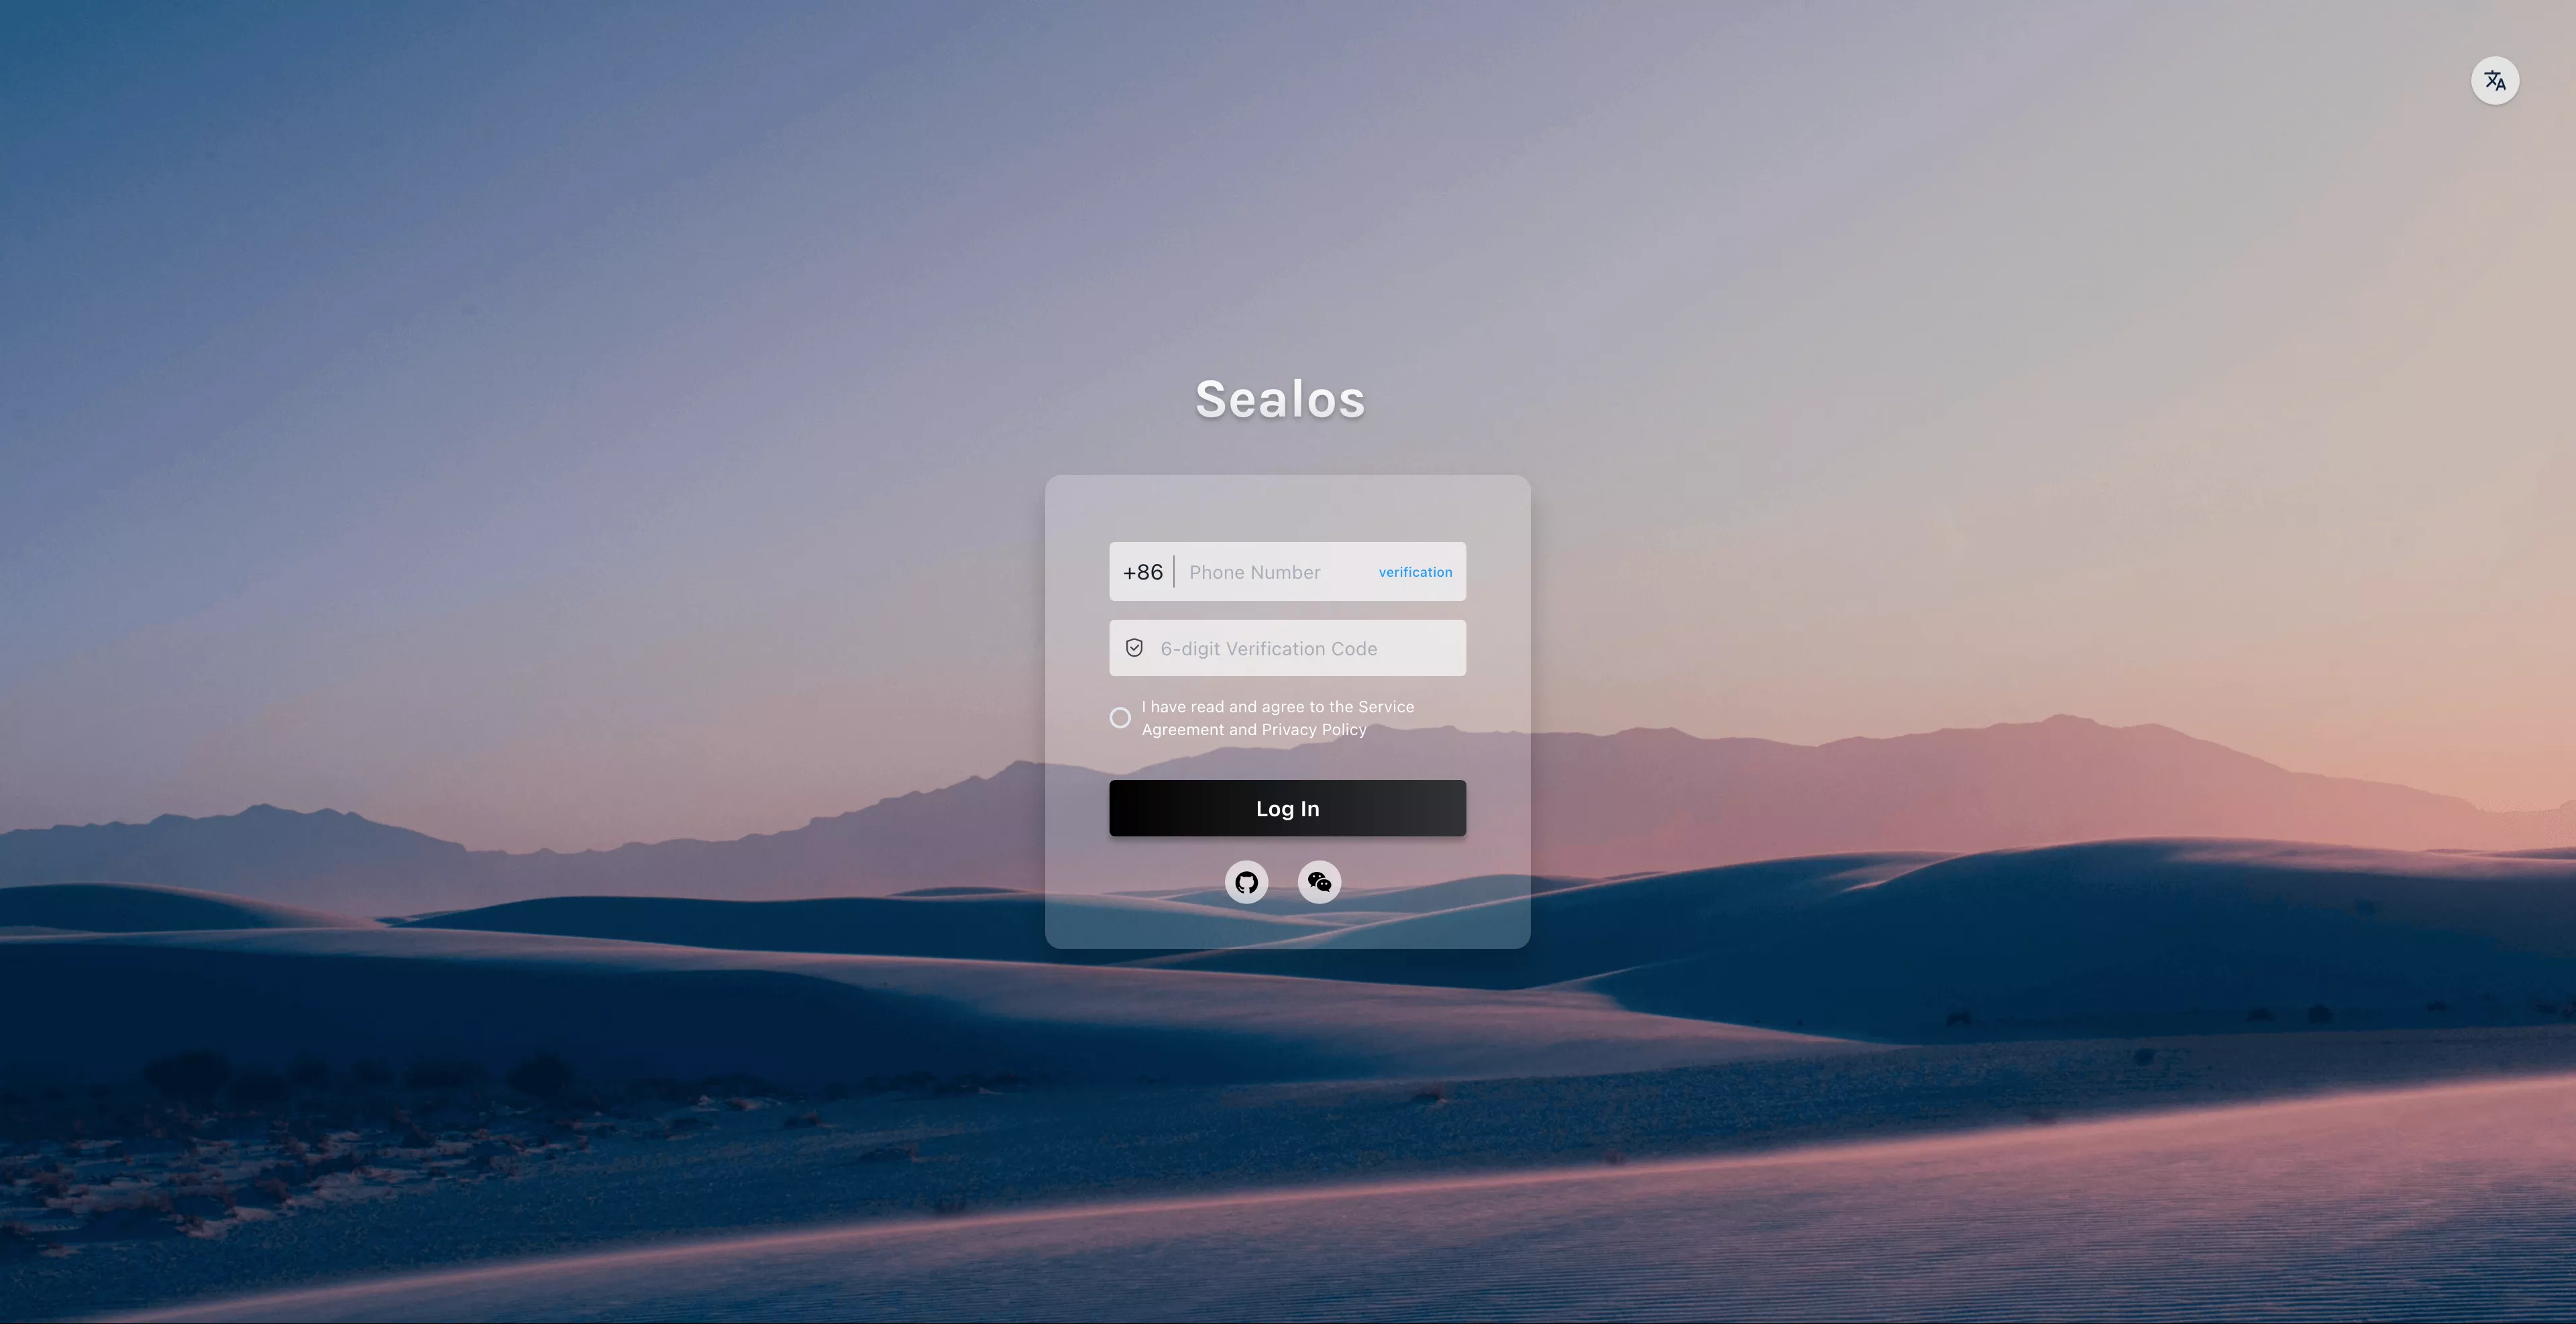 Sealos
+86 Phone Number verification
6-digit Verification Code
I have read and agree to the Service
Agreement and Privacy Policy
Log In